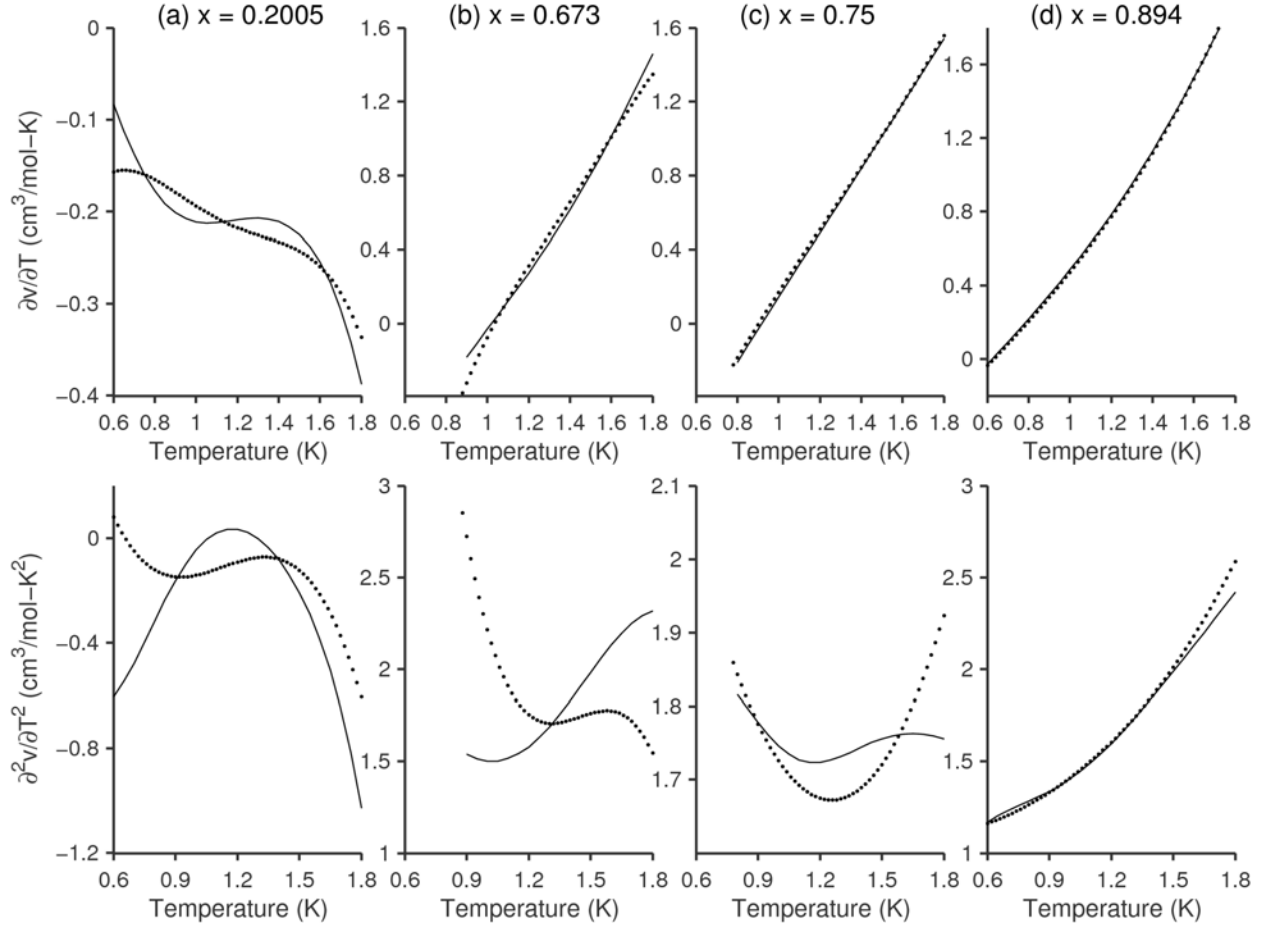 (a) x = 0.2005
(b) x = 0.673
(c) x = 0.75
(d) x = 0.894
∂v/∂T (cm³/mol−K)
0
−0.1
−0.2
−0.3
−0.4
0.6 0.8 1 1.2 1.4 1.6 1.8
Temperature (K)
1.6
1.2
0.8
0.4
0
0.6 0.8 1 1.2 1.4 1.6 1.8
Temperature (K)
1.6
1.2
0.8
0.4
0
0.6 0.8 1 1.2 1.4 1.6 1.8
Temperature (K)
1.6
1.2
0.8
0.4
0
0.6 0.8 1 1.2 1.4 1.6 1.8
Temperature (K)
∂²v/∂T² (cm³/mol−K²)
0
−0.4
−0.8
−1.2
0.6 0.9 1.2 1.5 1.8
Temperature (K)
3
2.5
2
1.5
1
0.6 0.9 1.2 1.5 1.8
Temperature (K)
2.1
2
1.9
1.8
1.7
0.6 0.9 1.2 1.5 1.8
Temperature (K)
3
2.5
2
1.5
1
0.6 0.9 1.2 1.5 1.8
Temperature (K)